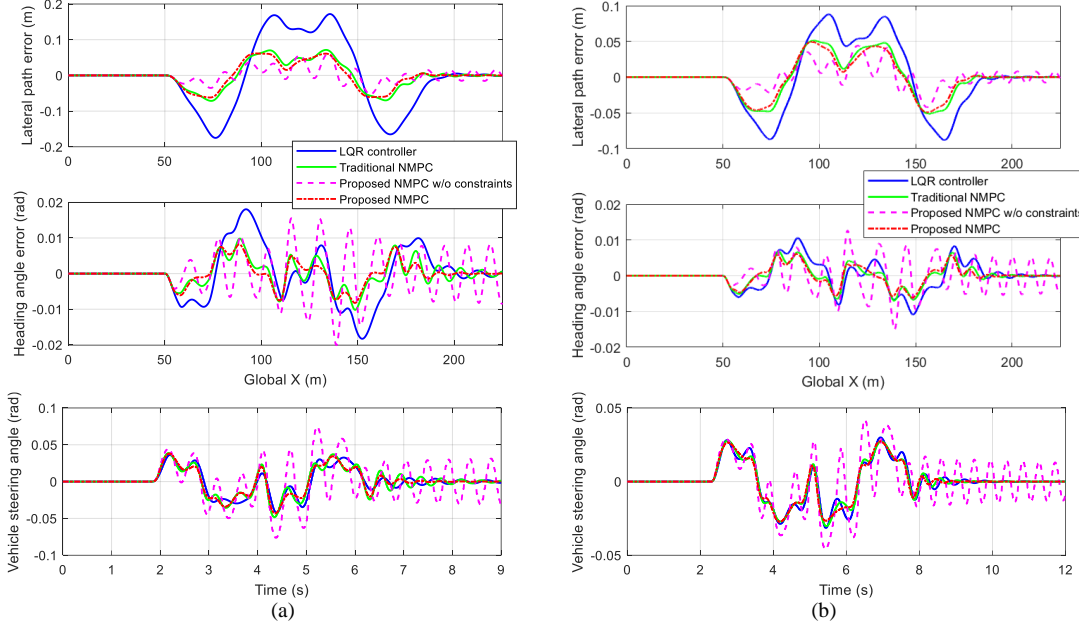 Lateral path error (m)
0.2
0.1
0
-0.1
-0.2
0 50 100 150 200
LQR controller
Traditional NMPC
Proposed NMPC w/o constraints
Proposed NMPC
Heading angle error (rad)
0.02
0.01
0
-0.01
-0.02
0 50 100 150 200
Global X (m)
Vehicle steering angle (rad)
0.1
0.05
0
-0.05
-0.1
0 1 2 3 4 5 6 7 8 9
Time (s)
(a)
Lateral path error (m)
0.1
0.05
0
-0.05
-0.1
0 50 100 150 200
LQR controller
Traditional NMPC
Proposed NMPC w/o constraints
Proposed NMPC
Heading angle error (rad)
0.02
0.01
0
-0.01
-0.02
0 50 100 150 200
Global X (m)
Vehicle steering angle (rad)
0.05
0
-0.05
0 2 4 6 8 10 12
Time (s)
(b)